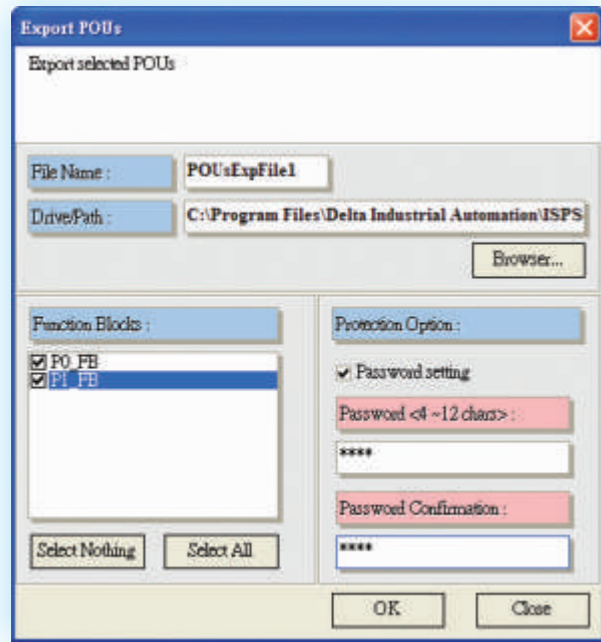 Export POUs
Export selected POUs
File Name :
POUsExpFile1
Drive/Path :
C:\Program Files\Delta Industrial Automation\ISPS
Browser...
Function Blocks :
P0_FB
P1_FB
Select Nothing
Select All
Protection Option :
Password setting
Password <4 ~12 chars> :
****
Password Confirmation :
****
OK
Close